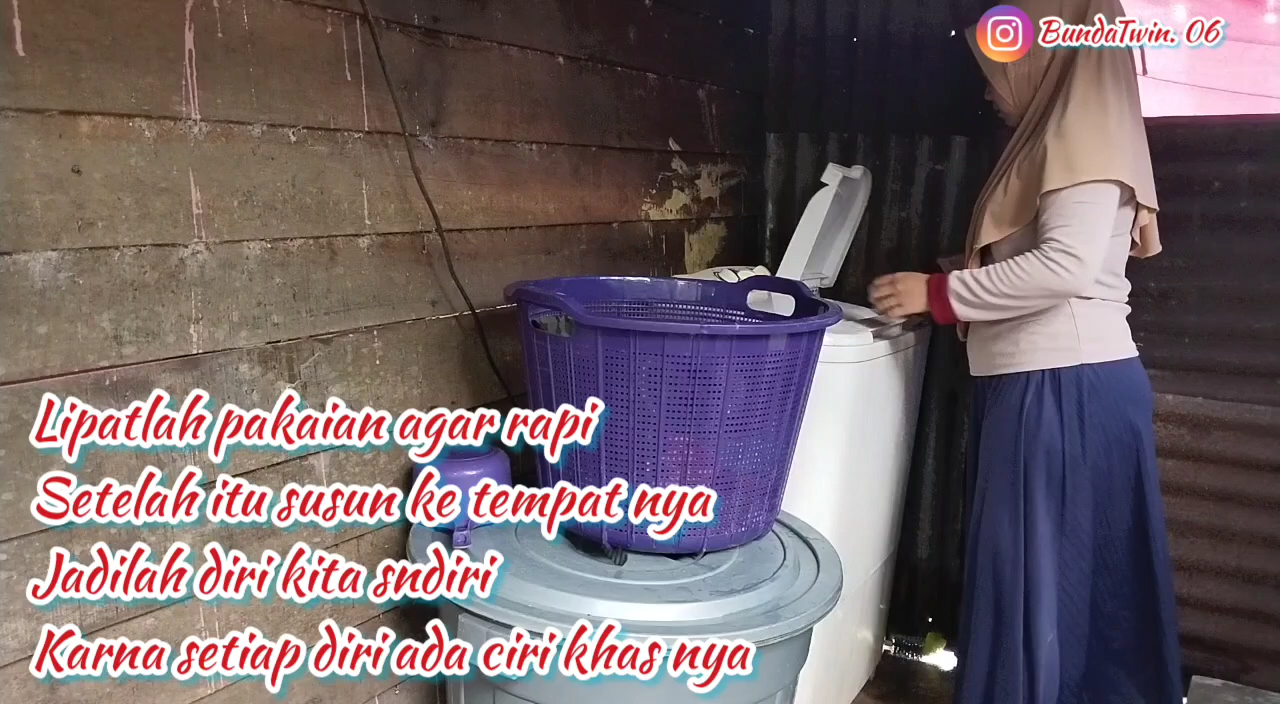 BundaTwin. 06
Lipatlah pakaian agar rapi
Setelah itu susun ke tempat nya
Jadilah diri kita sndiri
Karna setiap diri ada ciri khas nya